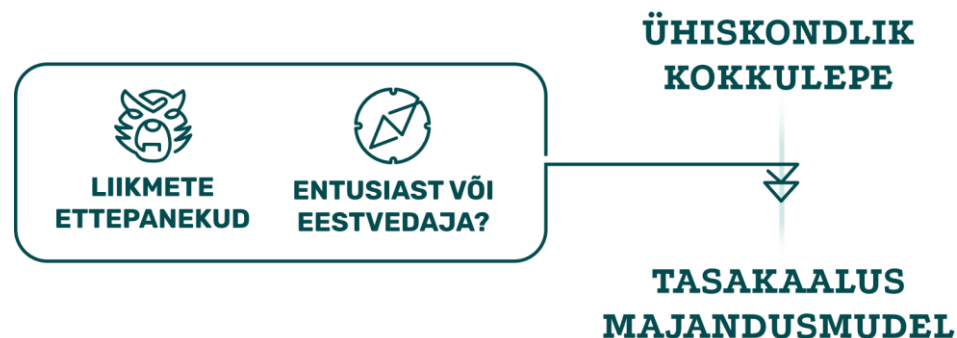 ÜHISKONDLIK
KOKKULEPE
LIIKMETE
ETTEPANEKUD
ENTUSIAST VÕI
EESTVEDAJA?
TASAKAALUS
MAJANDUSMUDEL